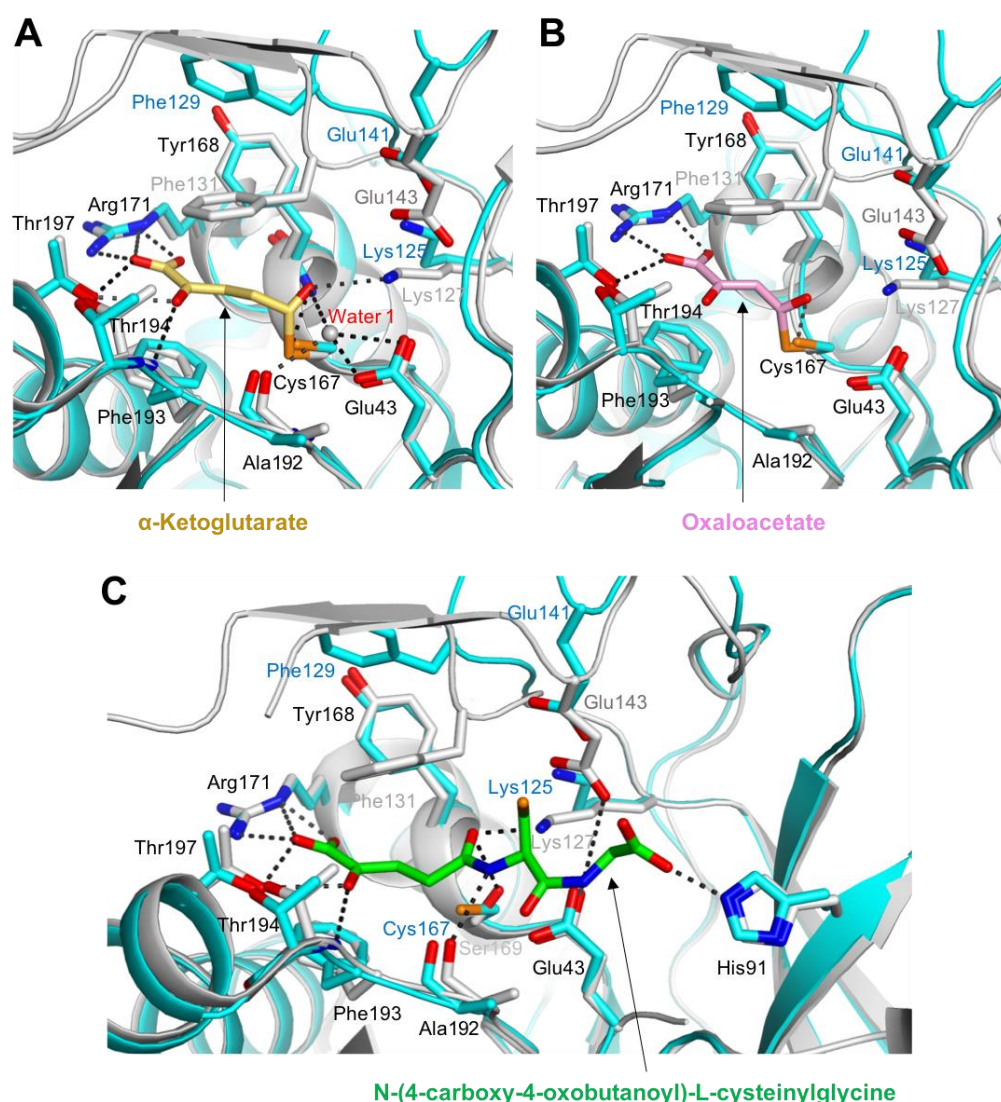 A
Phe129
Glu141
Tyr168
Phe131
Arg171
Glu143
Thr197
Lys125
Lys127
Water 1
Thr194
Cys167
Phe193
Glu43
Ala192
α-Ketoglutarate
B
Phe129
Tyr168
Glu141
Phe131
Arg171
Thr197
Glu143
Lys125
Lys127
Thr194
Cys167
Phe193
Glu43
Ala192
Oxaloacetate
C
Glu141
Phe129
Glu143
Tyr168
Arg171
Lys125
Phe131
Lys127
Thr197
Thr194
Cys167
Ser169
Glu43
His91
Phe193
Ala192
N-(4-carboxy-4-oxobutanoyl)-L-cysteinylglycine